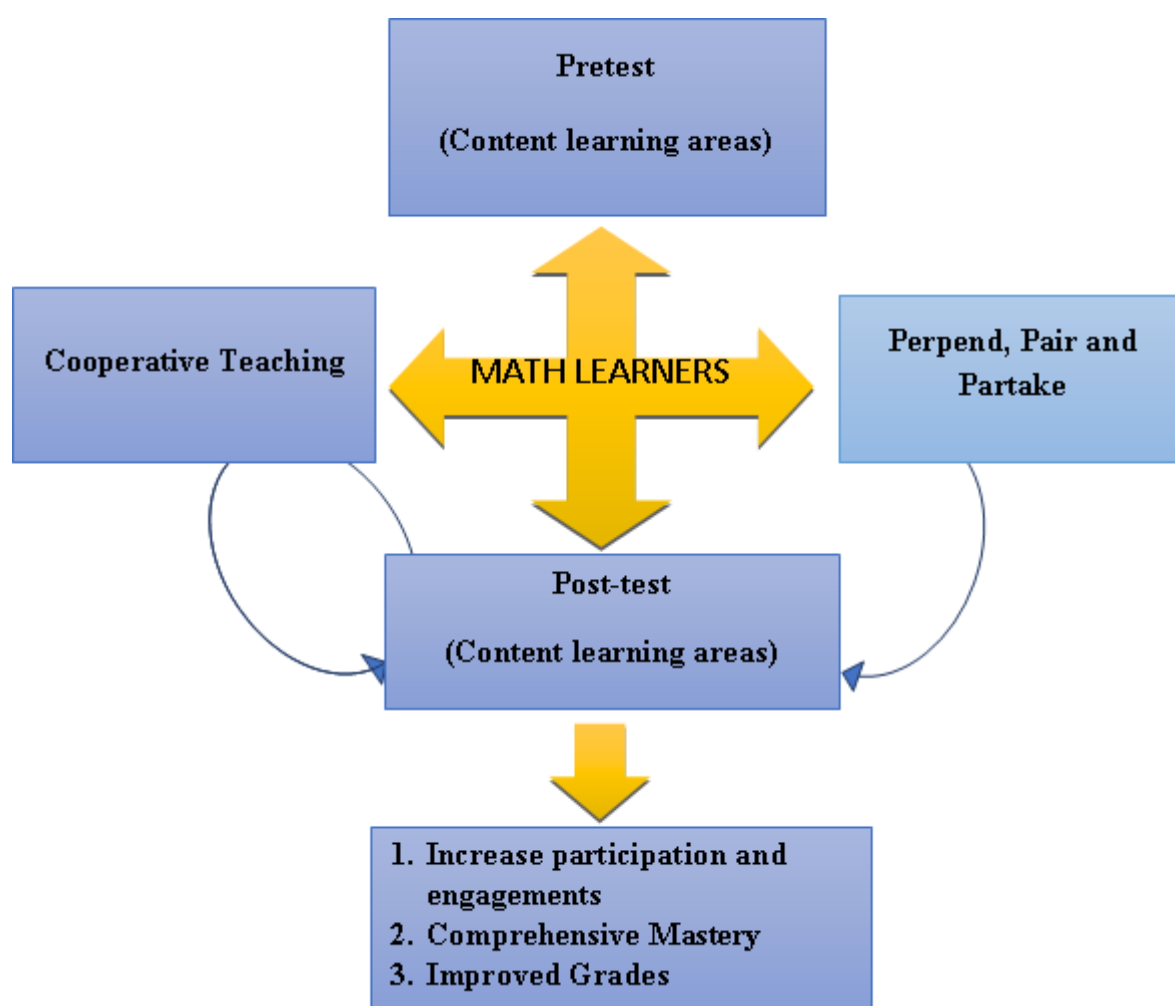 Pretest
(Content learning areas)
Cooperative Teaching
MATH LEARNERS
Perpend, Pair and
Partake
Post-test
(Content learning areas)
1. Increase participation and
engagements
2. Comprehensive Mastery
3. Improved Grades